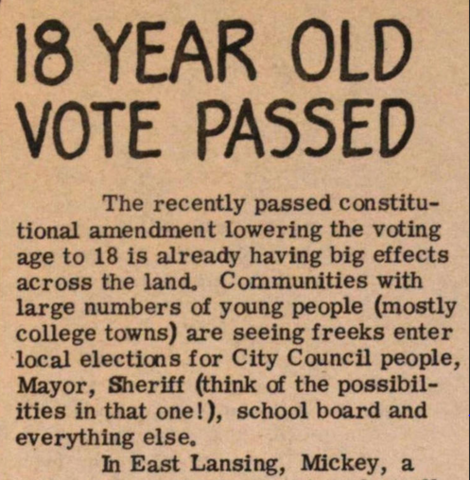 18 YEAR OLD
VOTE PASSED
The recently passed constitu-
tional amendment lowering the voting
age to 18 is already having big effects
across the land. Communities with
large numbers of young people (mostly
college towns) are seeing freeks enter
local elections for City Council people,
Mayor, Sheriff (think of the possibil-
ities in that one!), school board and
everything else.
In East Lansing, Mickey, a